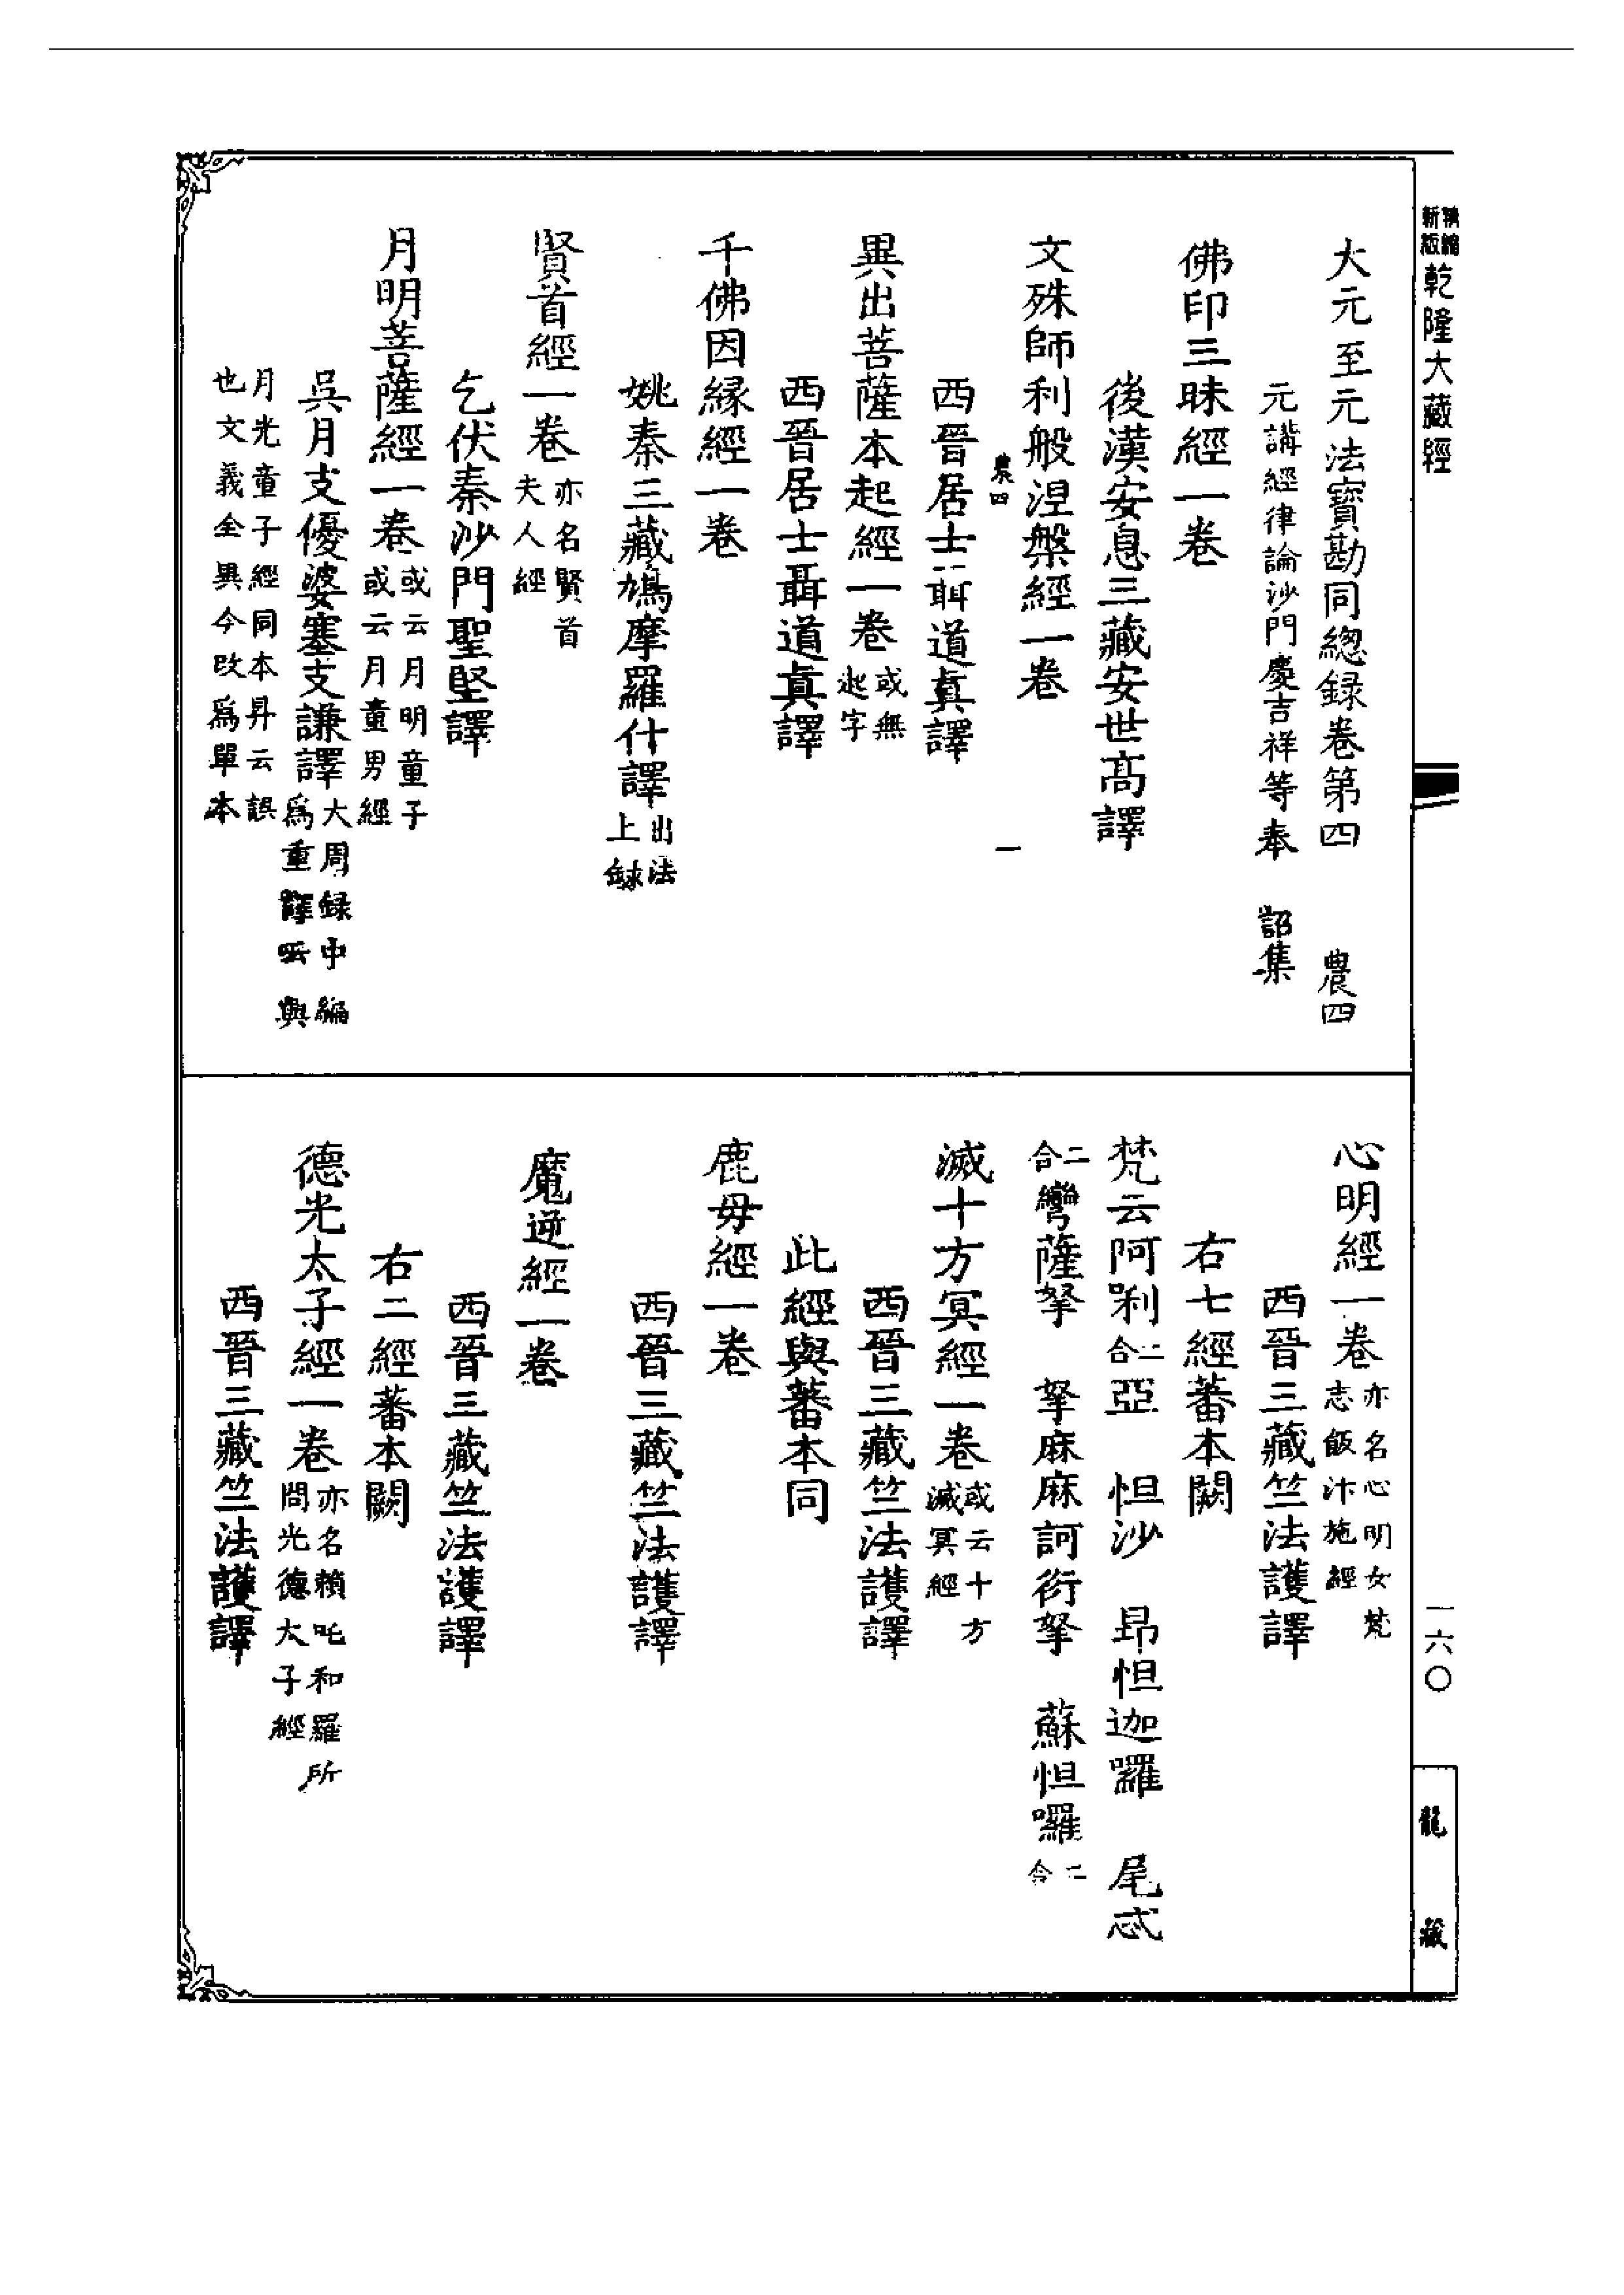 新編
新版
乾隆大藏經
大元至元法寶勘同總録卷第四　農四
元講經律論沙門慶吉祥等奉　詔集
佛印三昧經一卷
後漢安息三藏安世高譯
文殊師利般涅槃經一卷
農四　一
西晉居士聶道真譯
異出菩薩本起經一卷或無起字
西晉居士聶道真譯
千佛因緣經一卷
姚秦三藏鳩摩羅什譯出法上録
賢首經一卷亦名賢首夫人經
乞伏秦沙門聖堅譯
月明菩薩經一卷或云月明童子或云月童男經
吳月支優婆塞支謙譯大周録中編爲重譯云與
月光童子經同本昇云誤也文義全異今改爲單本
心明經一卷亦名心明女梵志飯汁施經
西晉三藏竺法護譯
右七經蕃本闕
梵云阿剎二合亞　怛沙　昂怛迦囉　尾忒
二合彎薩拏　拏麻麻訶衍拏　蘇怛囉二合
滅十方冥經一卷或云十方滅冥經
西晉三藏竺法護譯
此經與蕃本同
鹿母經一卷
西晉三藏竺法護譯
魔逆經一卷
西晉三藏竺法護譯
右二經蕃本闕
德光太子經一卷亦名賴吒和羅所問光德太子經
西晉三藏竺法護譯
一六〇
龍藏